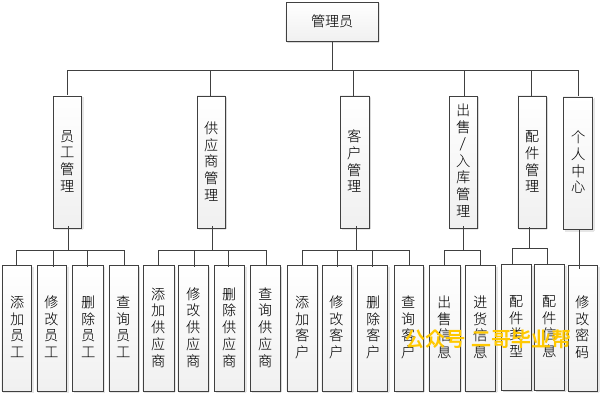 管理员
员工管理
供应商管理
客户管理
出售/入库管理
配件管理
个人中心
添加员工
修改员工
删除员工
查询员工
添加供应商
修改供应商
删除供应商
查询供应商
添加客户
修改客户
删除客户
查询客户
出售信息
进货信息
配件类型
配件信息
修改密码
公众号 二哥毕业帮